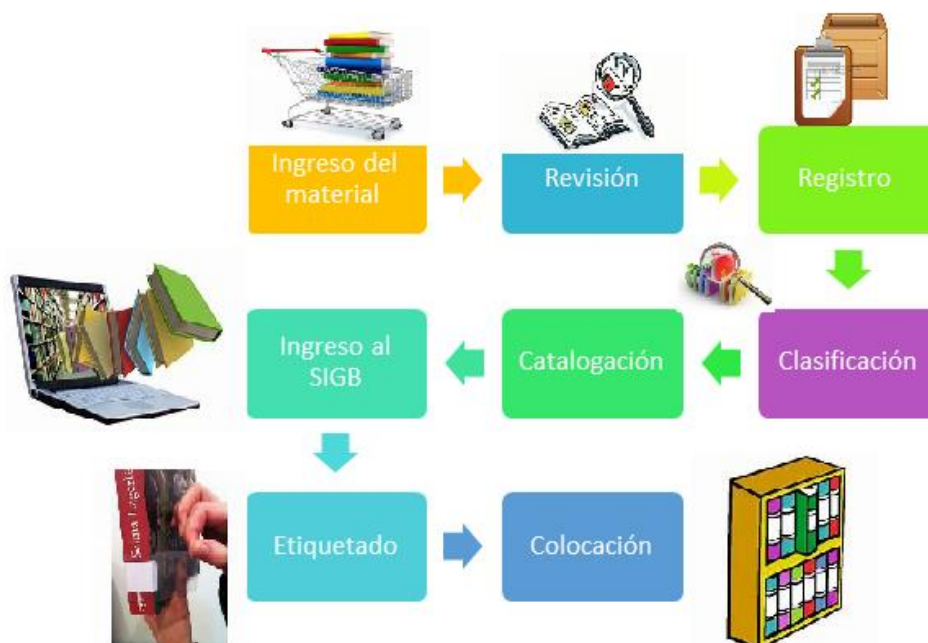 Ingreso del
material
Revisión
Registro
Clasificación
Catalogación
Ingreso al
SIGB
Etiquetado
Colocación